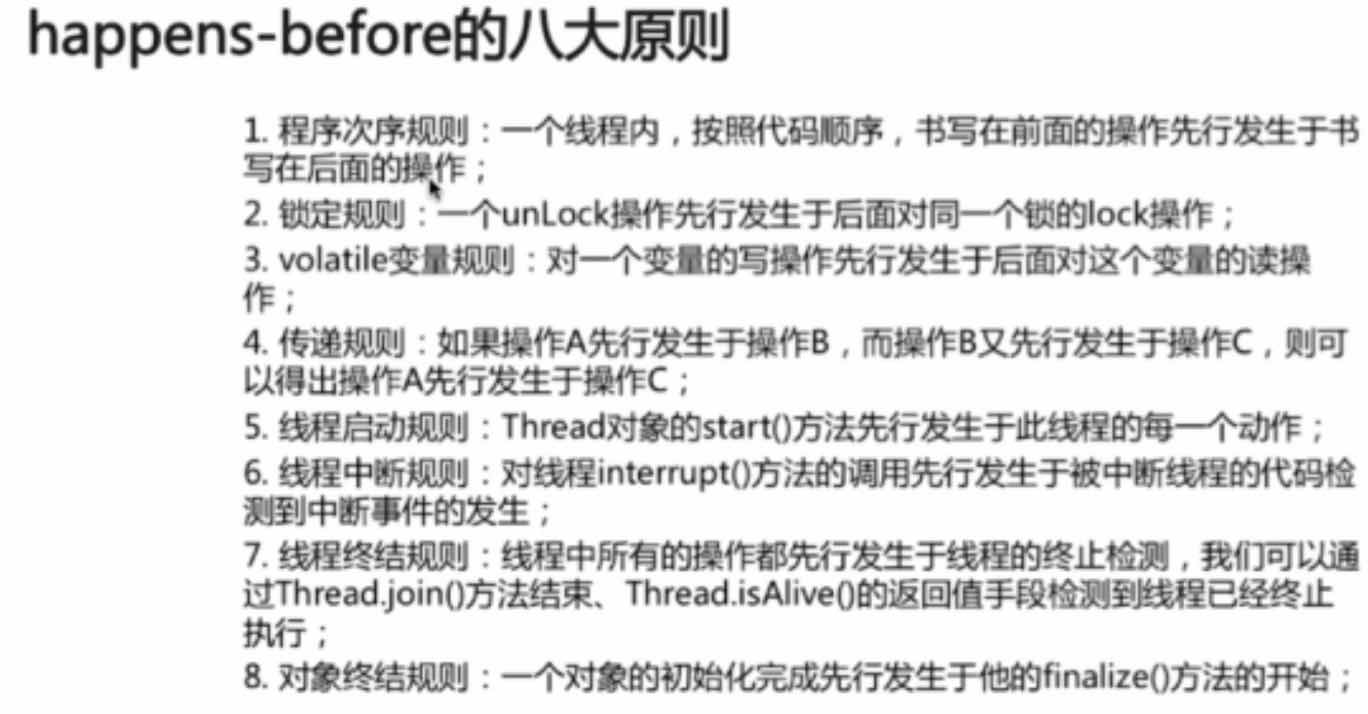 happens-before的八大原则
1. 程序次序规则：一个线程内，按照代码顺序，书写在前面的操作先行发生于书
写在后面的操作；
2. 锁定规则：一个unLock操作先行发生于后面对同一个锁的lock操作；
3. volatile变量规则：对一个变量的写操作先行发生于后面对这个变量的读操
作；
4. 传递规则：如果操作A先行发生于操作B，而操作B又先行发生于操作C，则可
以得出操作A先行发生于操作C；
5. 线程启动规则：Thread对象的start()方法先行发生于此线程的每一个动作；
6. 线程中断规则：对线程interrupt()方法的调用先行发生于被中断线程的代码检
测到中断事件的发生；
7. 线程终结规则：线程中所有的操作都先行发生于线程的终止检测，我们可以通
过Thread.join()方法结束、Thread.isAlive()的返回值手段检测到线程已经终止
执行；
8. 对象终结规则：一个对象的初始化完成先行发生于他的finalize()方法的开始；